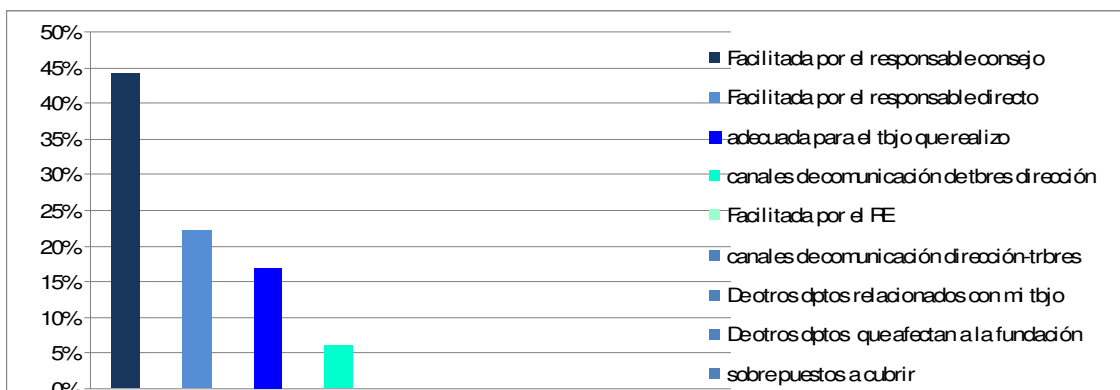 50%
45%
40%
35%
30%
25%
20%
15%
10%
5%
0%
Facilitada por el responsable consejo
Facilitada por el responsable directo
adecuada para el tbjo que realizo
canales de comunicación de tbres dirección
Facilitada por el RE
canales de comunicación dirección-trbres
De otros dptos relacionados con mi tbjo
De otros dptos que afectan a la fundación
sobre puestos a cubrir